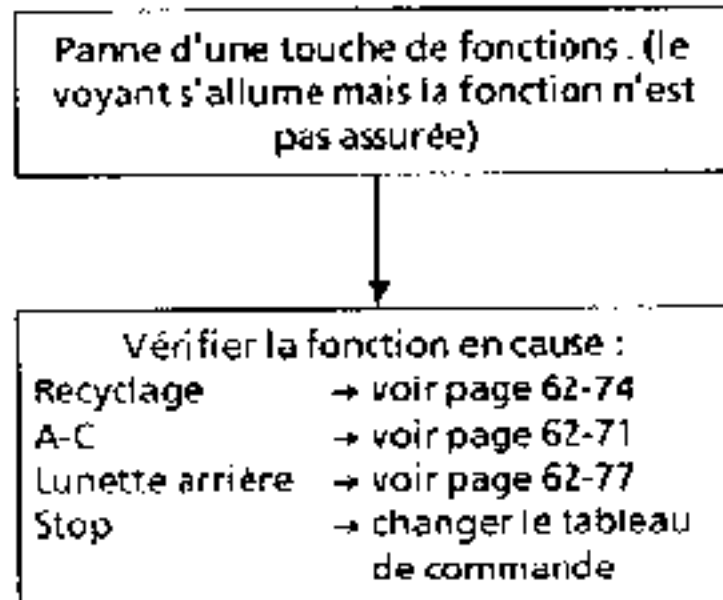 Panne d'une touche de fonctions . (le
voyant s'allume mais la fonction n'est
pas assurée)
Vérifier la fonction en cause :
Recyclage → voir page 62-74
A-C → voir page 62-71
Lunette arrière → voir page 62-77
Stop → changer le tableau
de commande